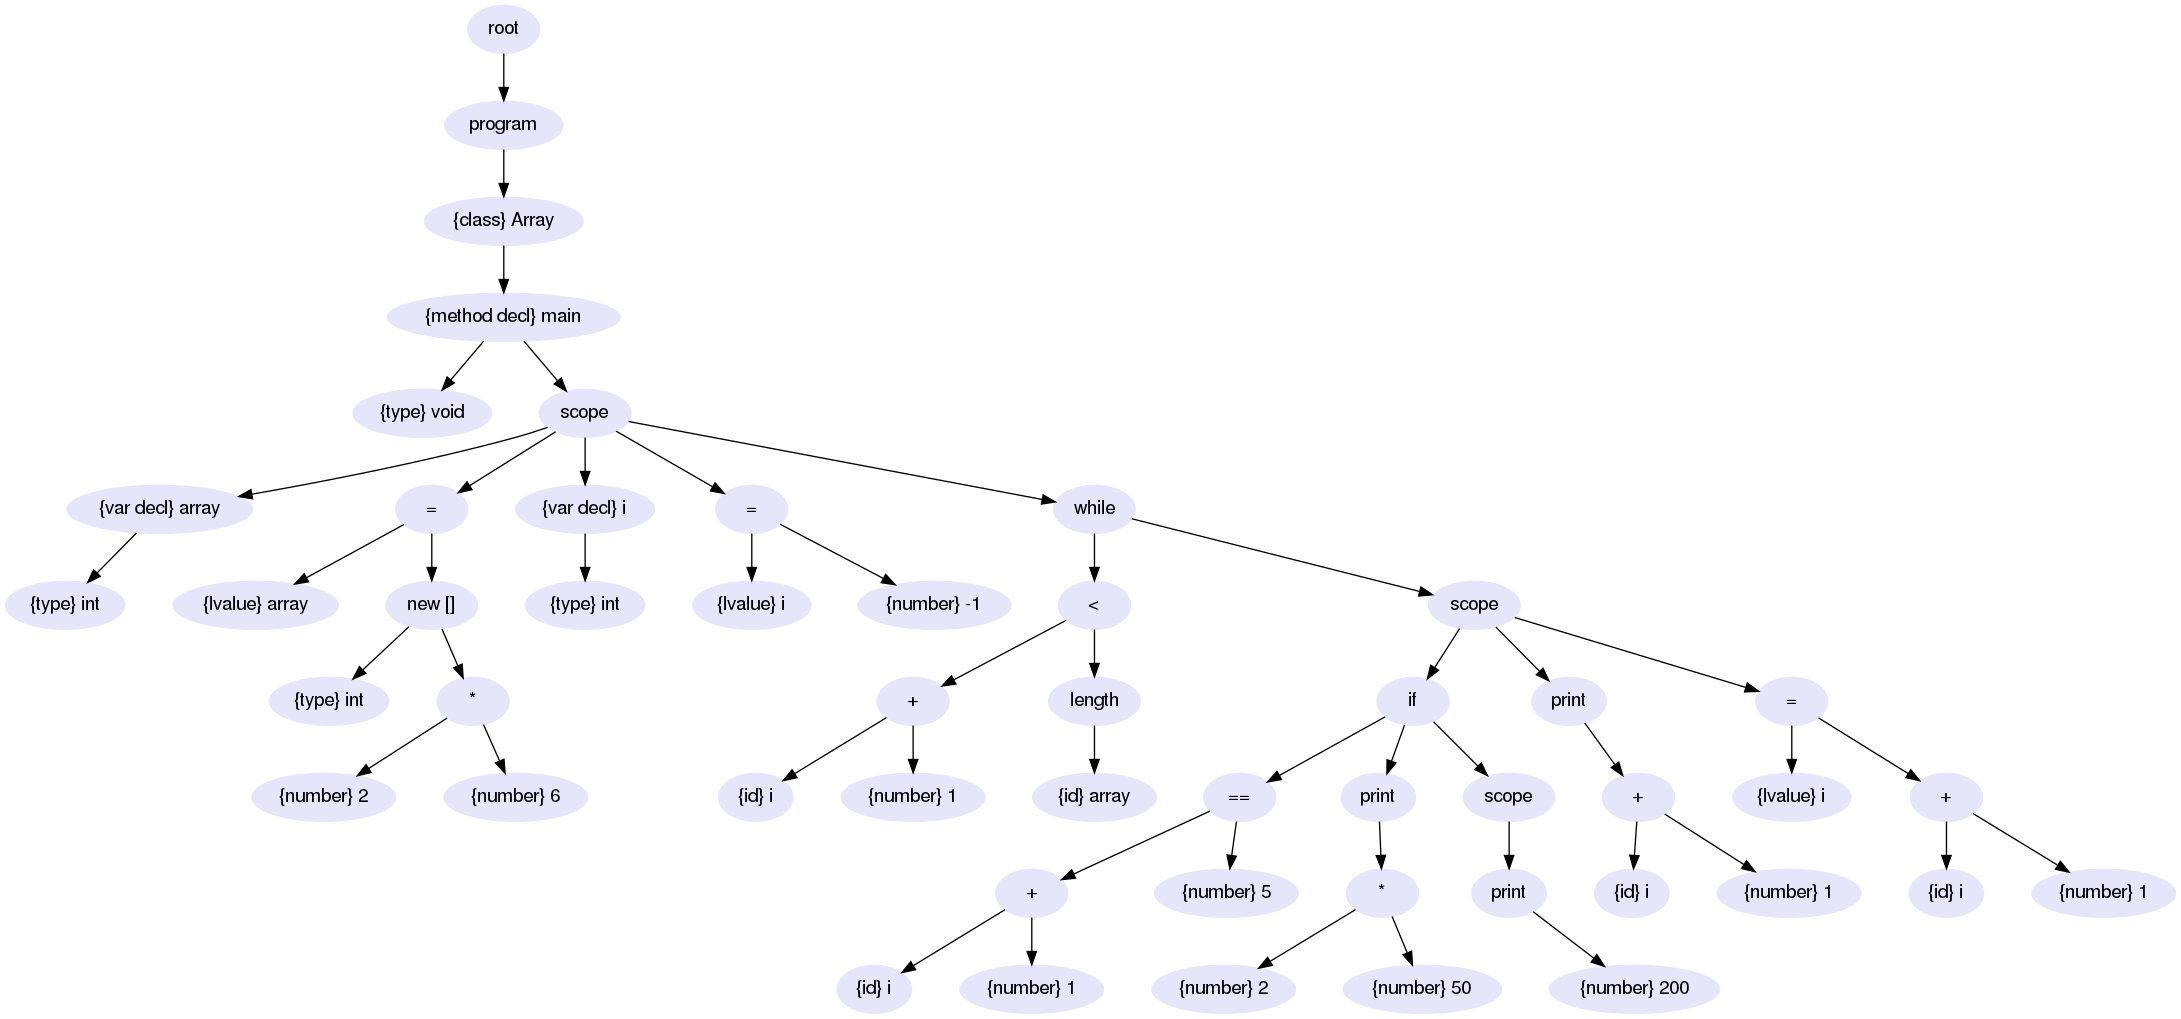 root
program
{class} Array
{method decl} main
{type} void
scope
{var decl} array
=
{var decl} i
=
while
{type} int
{lvalue} array
new []
{type} int
{lvalue} i
{number} -1
<
scope
{type} int
*
+
length
if
print
=
{number} 2
{number} 6
{id} i
{number} 1
{id} array
==
print
scope
+
{lvalue} i
+
+
{number} 5
*
print
{id} i
{number} 1
{id} i
{number} 1
{id} i
{number} 1
{number} 2
{number} 50
{number} 200